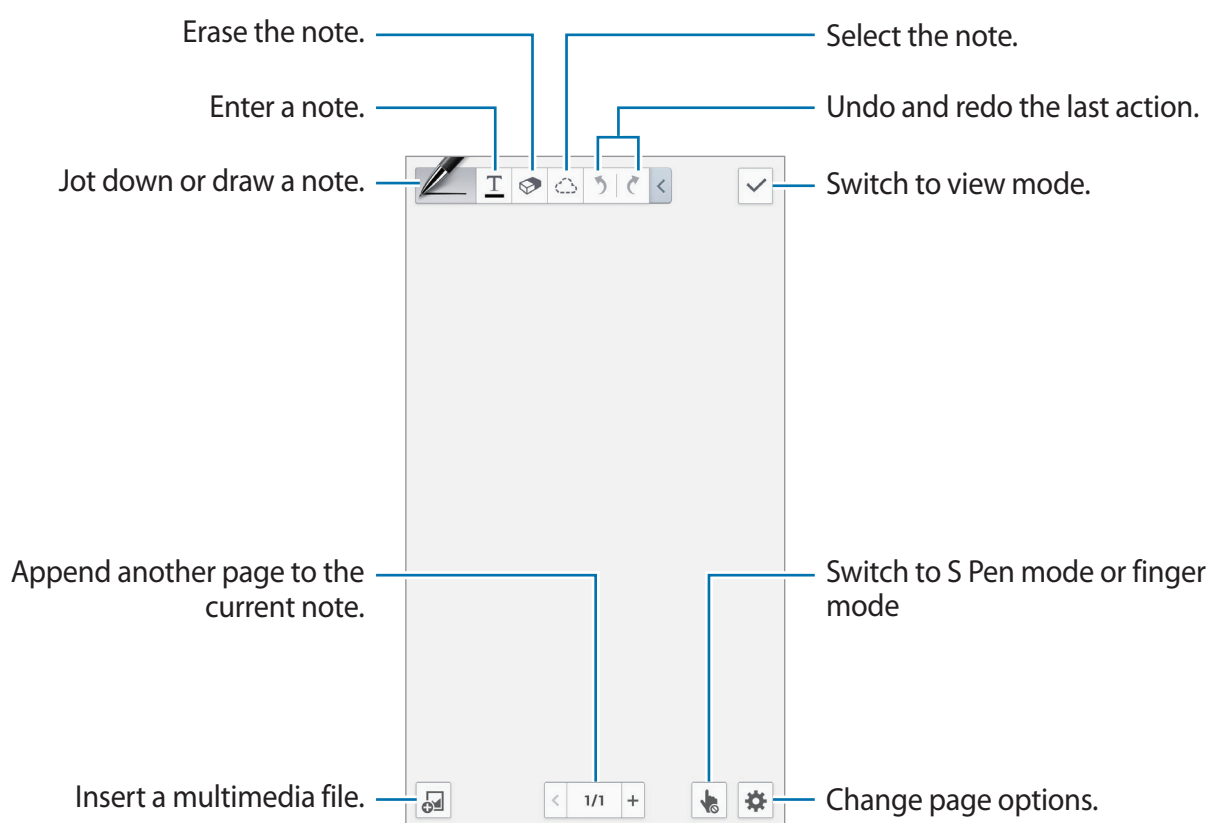 Erase the note.
Select the note.
Enter a note.
Undo and redo the last action.
Jot down or draw a note.
T
Switch to view mode.
Append another page to the
current note.
Switch to S Pen mode or finger
mode
Insert a multimedia file.
1/1 +
Change page options.